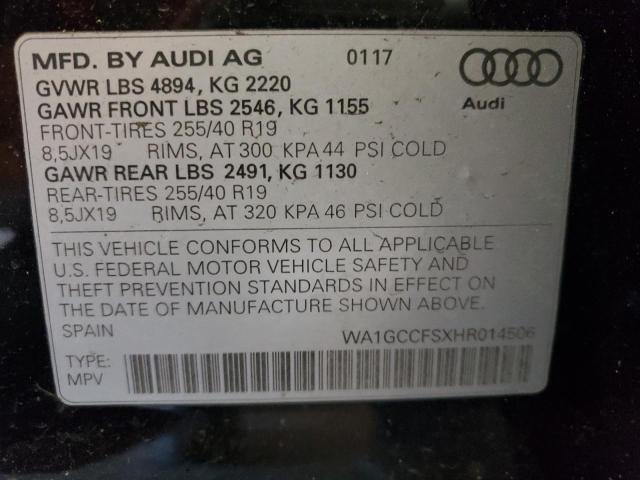 MFD. BY AUDI AG 0117
GVWR LBS 4894, KG 2220
GAWR FRONT LBS 2546, KG 1155
Audi
FRONT-TIRES 255/40 R19
8,5JX19 RIMS, AT 300 KPA 44 PSI COLD
GAWR REAR LBS 2491, KG 1130
REAR-TIRES 255/40 R19
8,5JX19 RIMS, AT 320 KPA 46 PSI COLD
THIS VEHICLE CONFORMS TO ALL APPLICABLE
U.S. FEDERAL MOTOR VEHICLE SAFETY AND
THEFT PREVENTION STANDARDS IN EFFECT ON
THE DATE OF MANUFACTURE SHOWN ABOVE.
SPAIN WA1GCCFSXHR014506
TYPE:
MPV